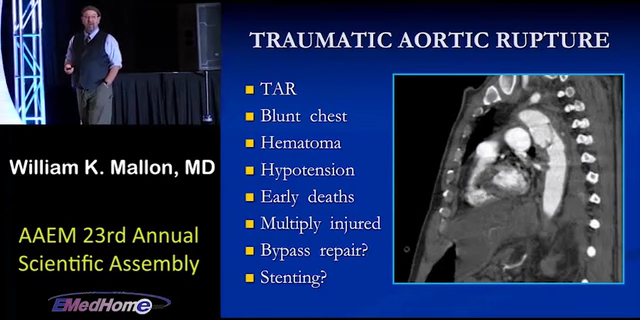 TRAUMATIC AORTIC RUPTURE
TAR
Blunt chest
Hematoma
Hypotension
Early deaths
Multiply injured
Bypass repair?
Stenting?
William K. Mallon, MD
AAEM 23rd Annual
Scientific Assembly
EMedHome